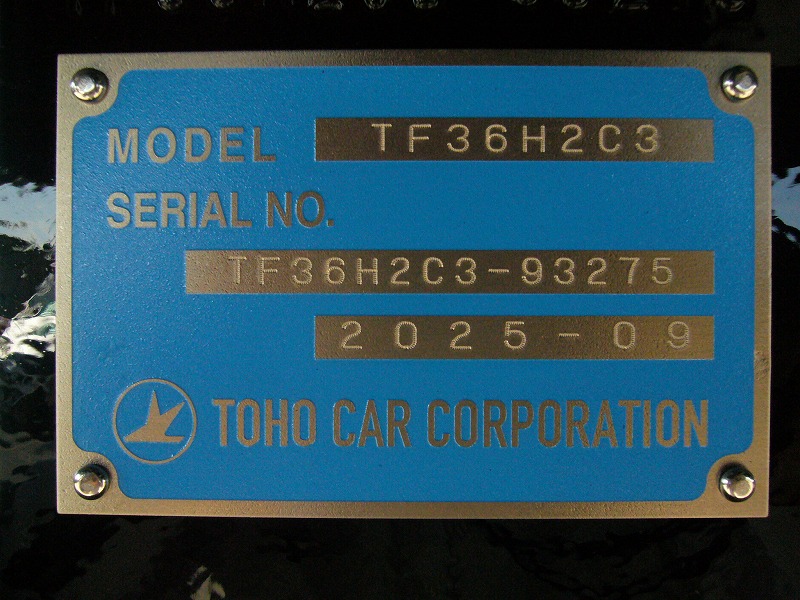 MODEL TF36H2C3
SERIAL NO.
TF36H2C3-93275
2025-09
TOHO CAR CORPORATION